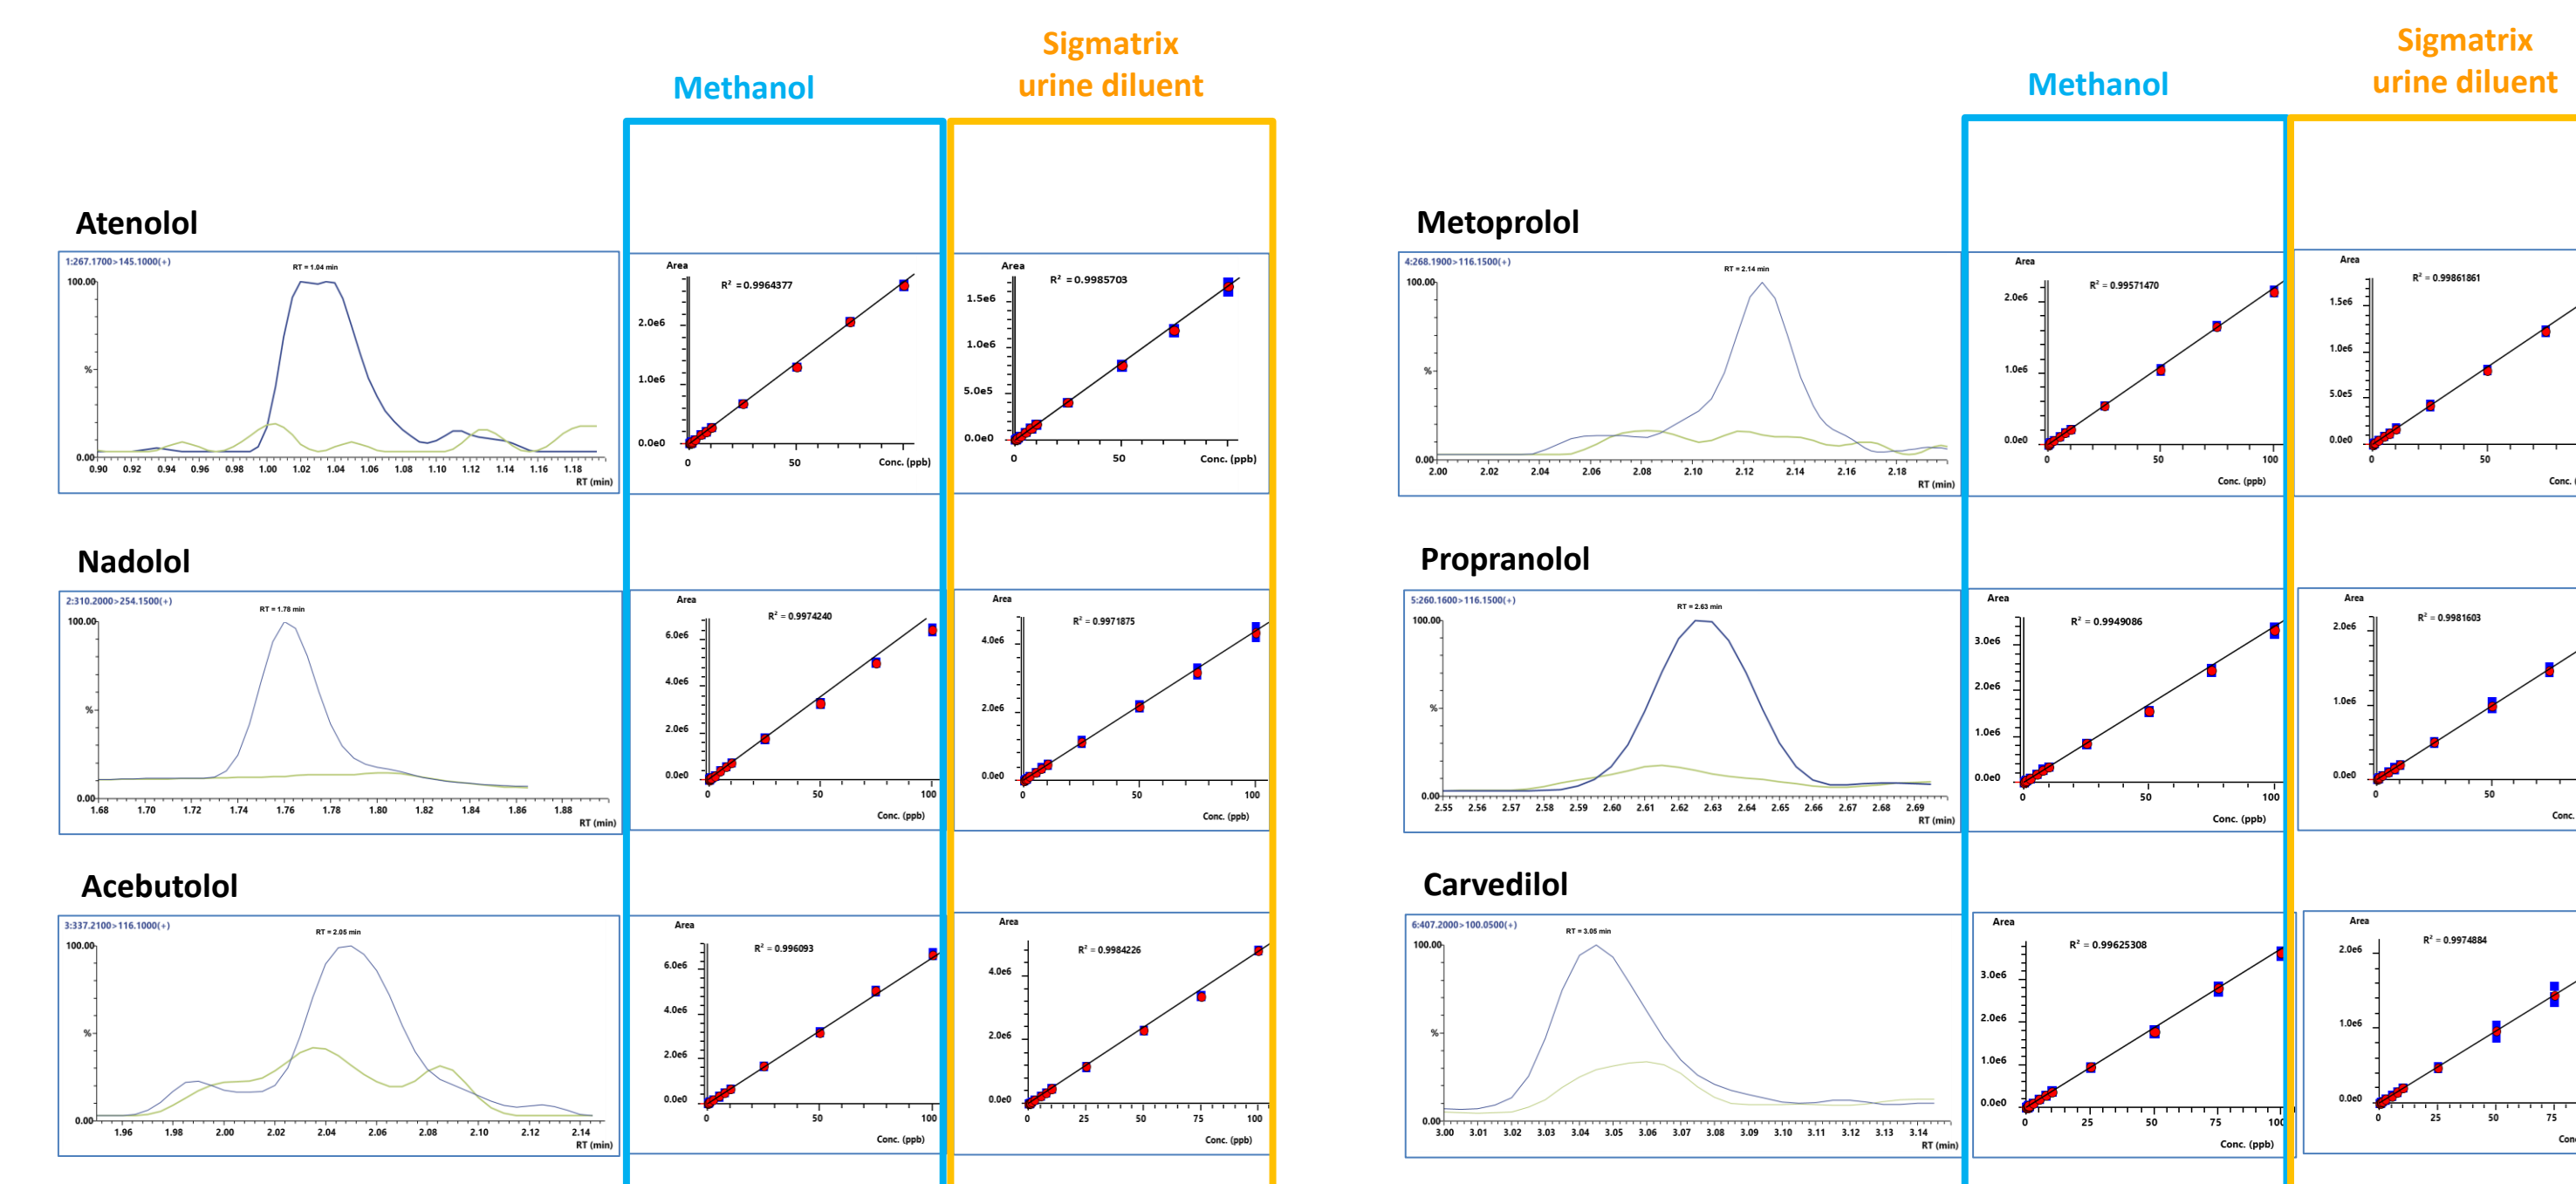 Methanol
Sigmatrix
urine diluent
Atenolol
1:267.1700>145.1000(+)
RT = 1.04 min
100.00
%
0.00
0.90 0.92 0.94 0.96 0.98 1.00 1.02 1.04 1.06 1.08 1.10 1.12 1.14 1.16 1.18
RT (min)
Area
R² = 0.9964377
2.0e6
1.0e6
0.0e0
0 50 Conc. (ppb)
Area
R² = 0.9985703
1.5e6
1.0e6
5.0e5
0.0e0
0 50 Conc. (ppb)
Nadolol
2:310.2000>254.1500(+)
RT = 1.78 min
100.00
%
0.00
1.68 1.70 1.72 1.74 1.76 1.78 1.80 1.82 1.84 1.86 1.88
RT (min)
Area
R² = 0.9974240
6.0e6
4.0e6
2.0e6
0.0e0
0 50 100
Conc. (ppb)
Area
R² = 0.9971875
4.0e6
2.0e6
0.0e0
0 50 100
Conc. (ppb)
Acebutolol
3:337.2100>116.1000(+)
RT = 2.05 min
100.00
%
0.00
1.96 1.98 2.00 2.02 2.04 2.06 2.08 2.10 2.12 2.14
RT (min)
Area
R² = 0.996093
6.0e6
4.0e6
2.0e6
0.0e0
0 50 100
Conc. (ppb)
Area
R² = 0.9984226
4.0e6
2.0e6
0.0e0
0 25 50 75 100
Conc. (ppb)
Methanol
Sigmatrix
urine diluent
Metoprolol
4:268.1900>116.1500(+)
RT = 2.14 min
100.00
%
0.00
2.00 2.02 2.04 2.06 2.08 2.10 2.12 2.14 2.16 2.18
RT (min)
Area
R² = 0.99571470
2.0e6
1.0e6
0.0e0
0 50 100
Conc. (ppb)
Area
R² = 0.99861861
1.5e6
1.0e6
5.0e5
0.0e0
0 50
Conc.
Propranolol
5:260.1600>116.1500(+)
RT = 2.63 min
100.00
%
0.00
2.55 2.56 2.57 2.58 2.59 2.60 2.61 2.62 2.63 2.64 2.65 2.66 2.67 2.68 2.69
RT (min)
Area
R² = 0.9949086
3.0e6
2.0e6
1.0e6
0.0e0
0 50 100
Conc. (ppb)
Area
R² = 0.9981603
2.0e6
1.0e6
0.0e0
0 50
Conc.
Carvedilol
6:407.2000>100.0500(+)
RT = 3.05 min
100.00
%
0.00
3.00 3.01 3.02 3.03 3.04 3.05 3.06 3.07 3.08 3.09 3.10 3.11 3.12 3.13 3.14
RT (min)
Area
R² = 0.99625308
3.0e6
2.0e6
1.0e6
0.0e0
0 25 50 75 100
Conc. (ppb)
Area
R² = 0.9974884
2.0e6
1.0e6
0.0e0
0 25 50 75